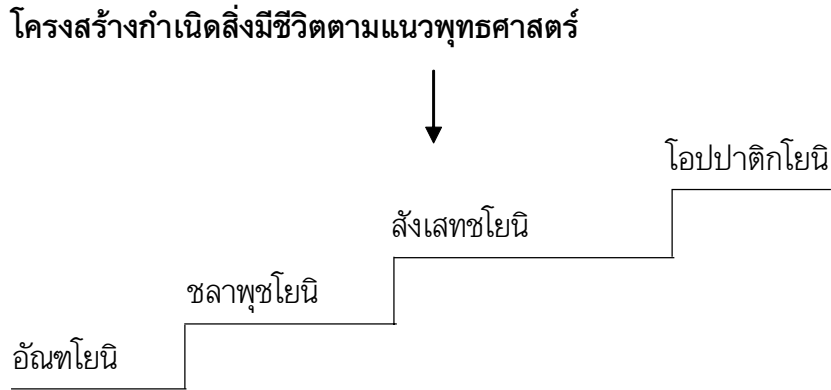 โครงสร้างกำเนิดสิ่งมีชีวิตตามแนวพุทธศาสตร์
โอปปาติกโยนิ
สังเสทชโยนิ
ชลาพุชโยนิ
อัณฑโยนิ